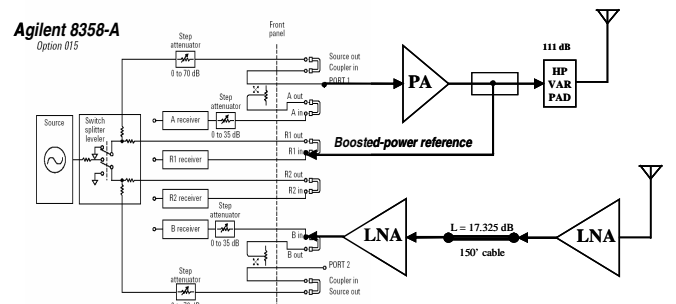 Agilent 8358-A
Option 015
Step
attenuator
0 to 70 dB
Front
panel
Source out
Coupler in
PORT 1
PA
111 dB
HP
VAR
PAD
A out
A in
Step
attenuator
A receiver
0 to 35 dB
Source
Switch
splitter
leveler
R1 out
Boosted-power reference
R1 in
R1 receiver
R2 out
R2 in
R2 receiver
Step
attenuator
B receiver
0 to 35 dB
B in
B out
LNA
L = 17.325 dB
150' cable
LNA
PORT 2
Step
attenuator
Coupler in
Source out